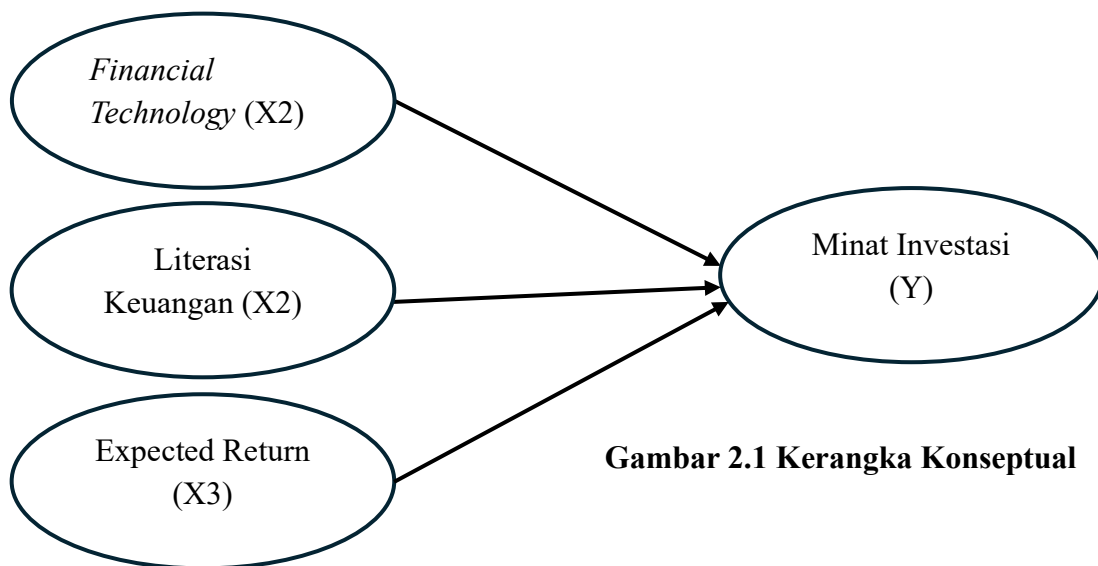 Financial
Technology (X2)
Literasi
Keuangan (X2)
Expected Return
(X3)
Minat Investasi
(Y)
Gambar 2.1 Kerangka Konseptual